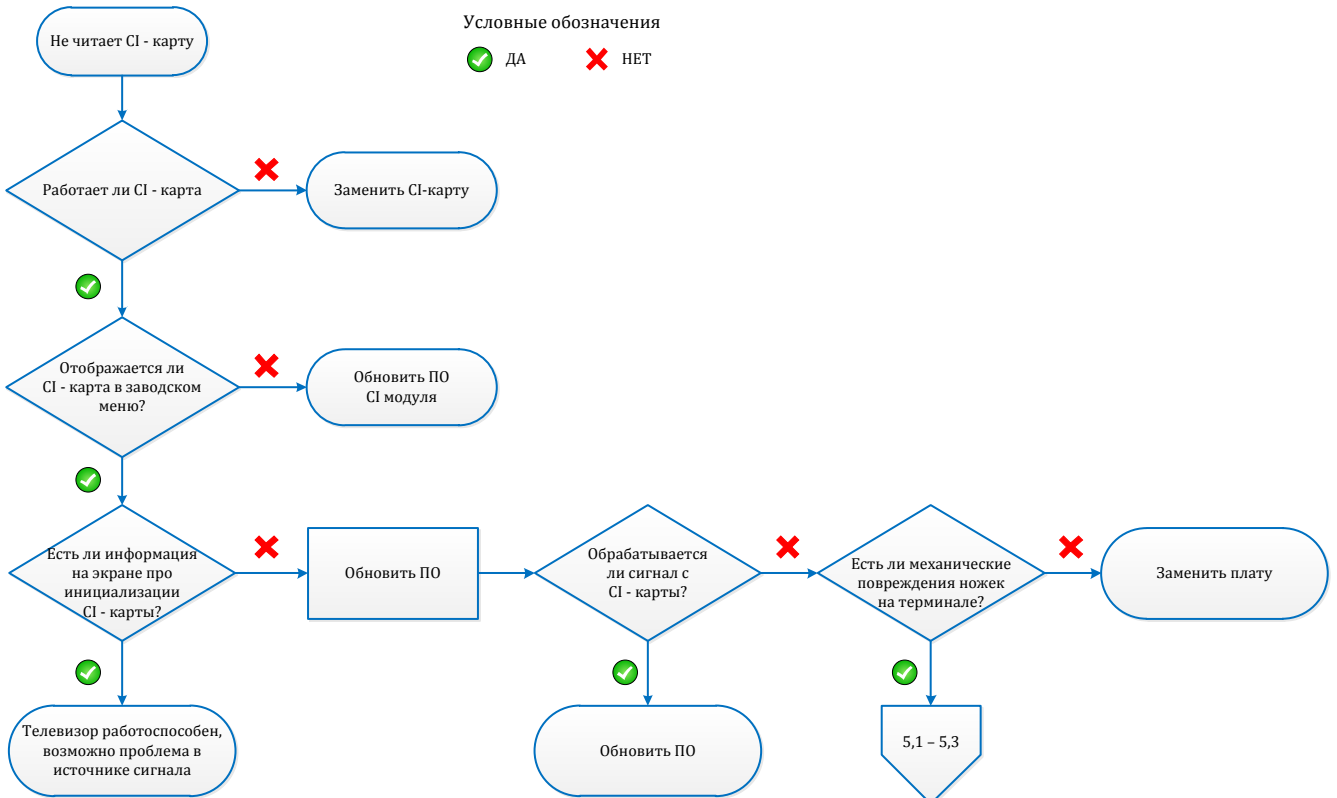 Условные обозначения
ДА
НЕТ
Не читает CI - карту
Работает ли CI - карта
Заменить CI-карту
Отображается ли
CI - карта в заводском
меню?
Обновить ПО
CI модуля
Есть ли информация
на экране про
инициализации
CI - карты?
Обновить ПО
Обрабатывается
ли сигнал с
CI - карты?
Есть ли механические
повреждения ножек
на терминале?
Заменить плату
Телевизор работоспособен,
возможно проблема в
источнике сигнала
Обновить ПО
5,1 – 5,3